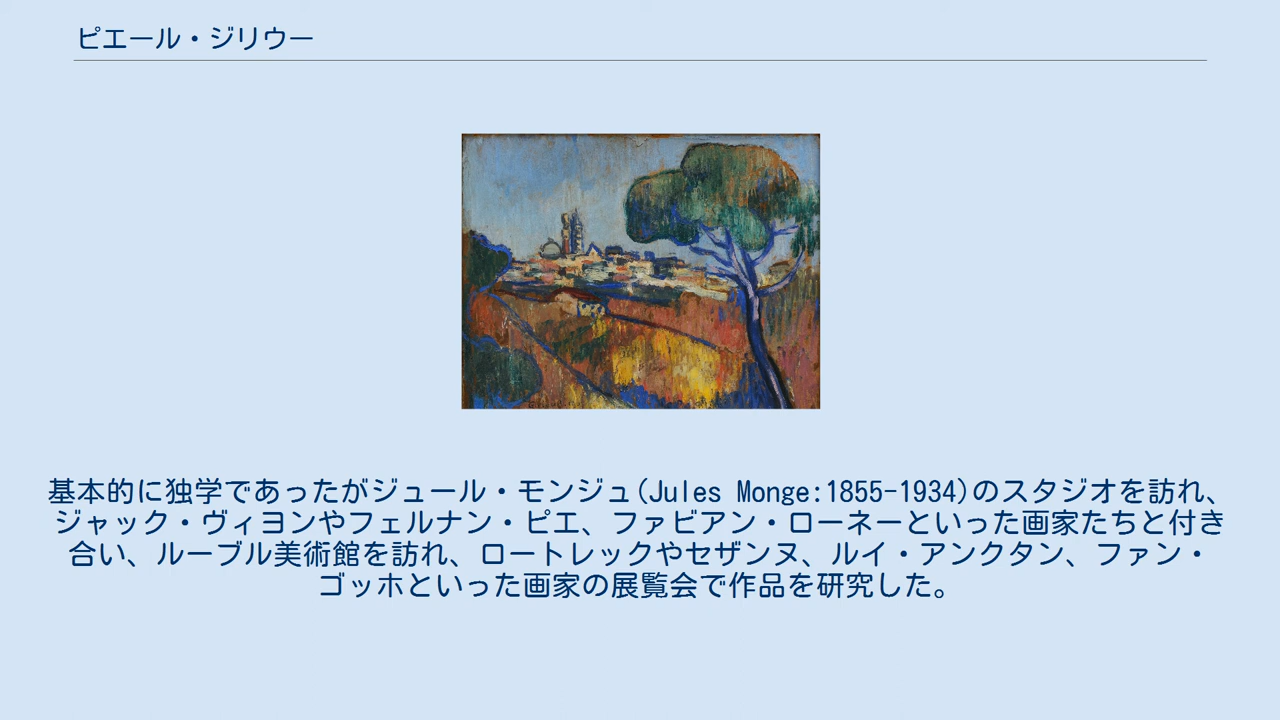 ピエール・ジリウー
基本的に独学であったがジュール・モンジュ(Jules Monge:1855-1934)のスタジオを訪れ、
ジャック・ヴィヨンやフェルナン・ピエ、ファビアン・ローネーといった画家たちと付き
合い、ルーブル美術館を訪れ、ロートレックやセザンヌ、ルイ・アンクタン、ファン・
ゴッホといった画家の展覧会で作品を研究した。